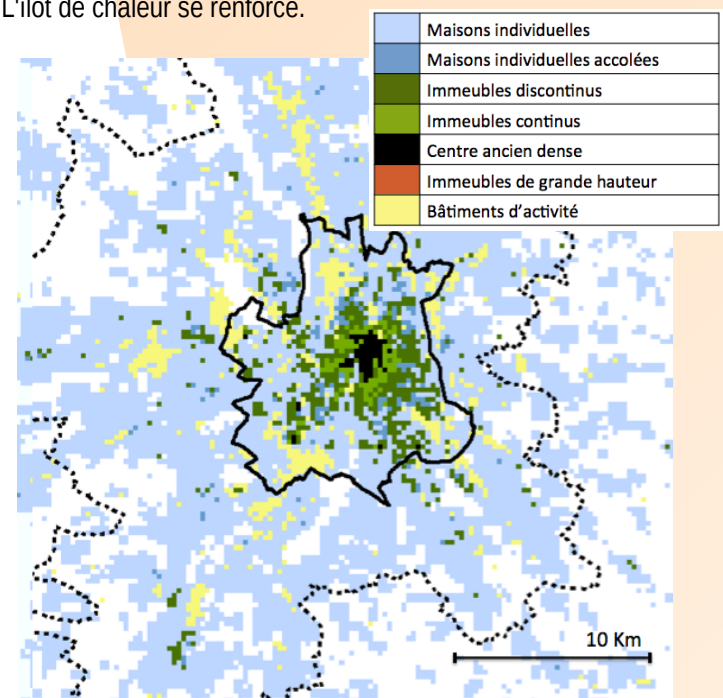 L'îlot de chaleur se renforce.
Maisons individuelles
Maisons individuelles accolées
Immeubles discontinus
Immeubles continus
Centre ancien dense
Immeubles de grande hauteur
Bâtiments d'activité
10 Km